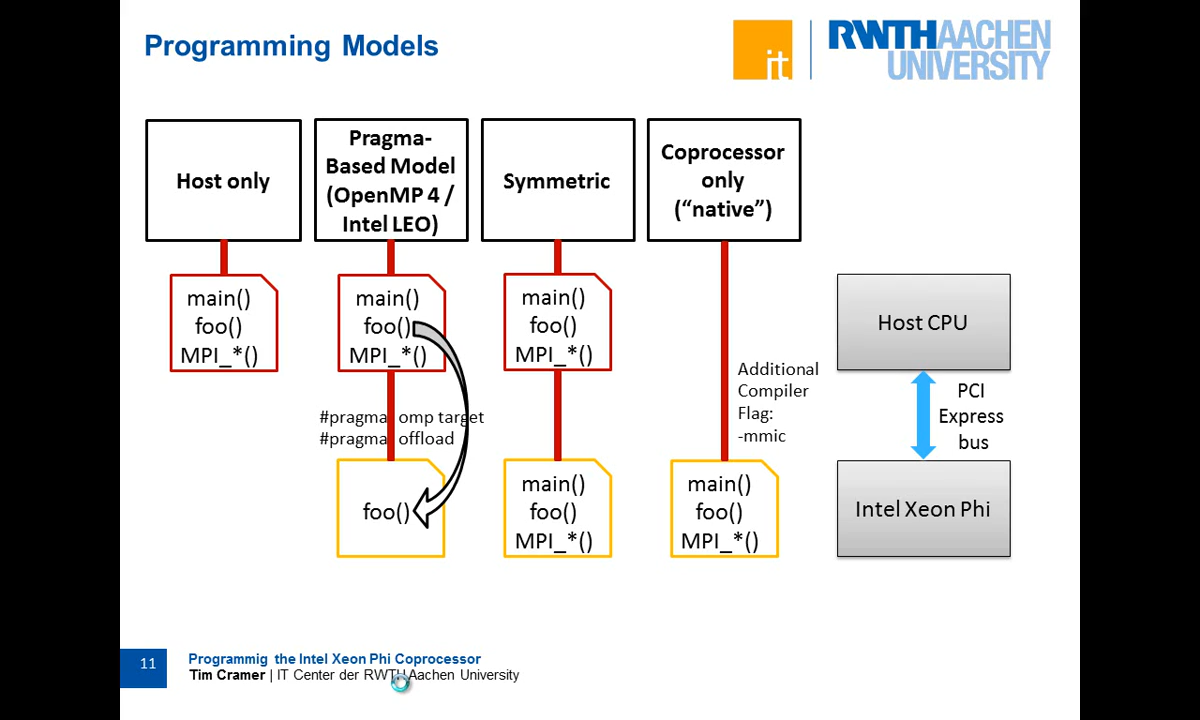 Programming Models
it
RWTHAACHEN
UNIVERSITY
Host only
Pragma-
Based Model
(OpenMP 4 /
Intel LEO)
Symmetric
Coprocessor
only
(“native”)
main()
foo()
MPI_*()
main()
foo()
MPI_*()
main()
foo()
MPI_*()
#pragma omp target
#pragma offload
Additional
Compiler
Flag:
-mmic
foo()
main()
foo()
MPI_*()
main()
foo()
MPI_*()
Host CPU
PCI
Express
bus
Intel Xeon Phi
11
Programmig the Intel Xeon Phi Coprocessor
Tim Cramer | IT Center der RWTH Aachen University